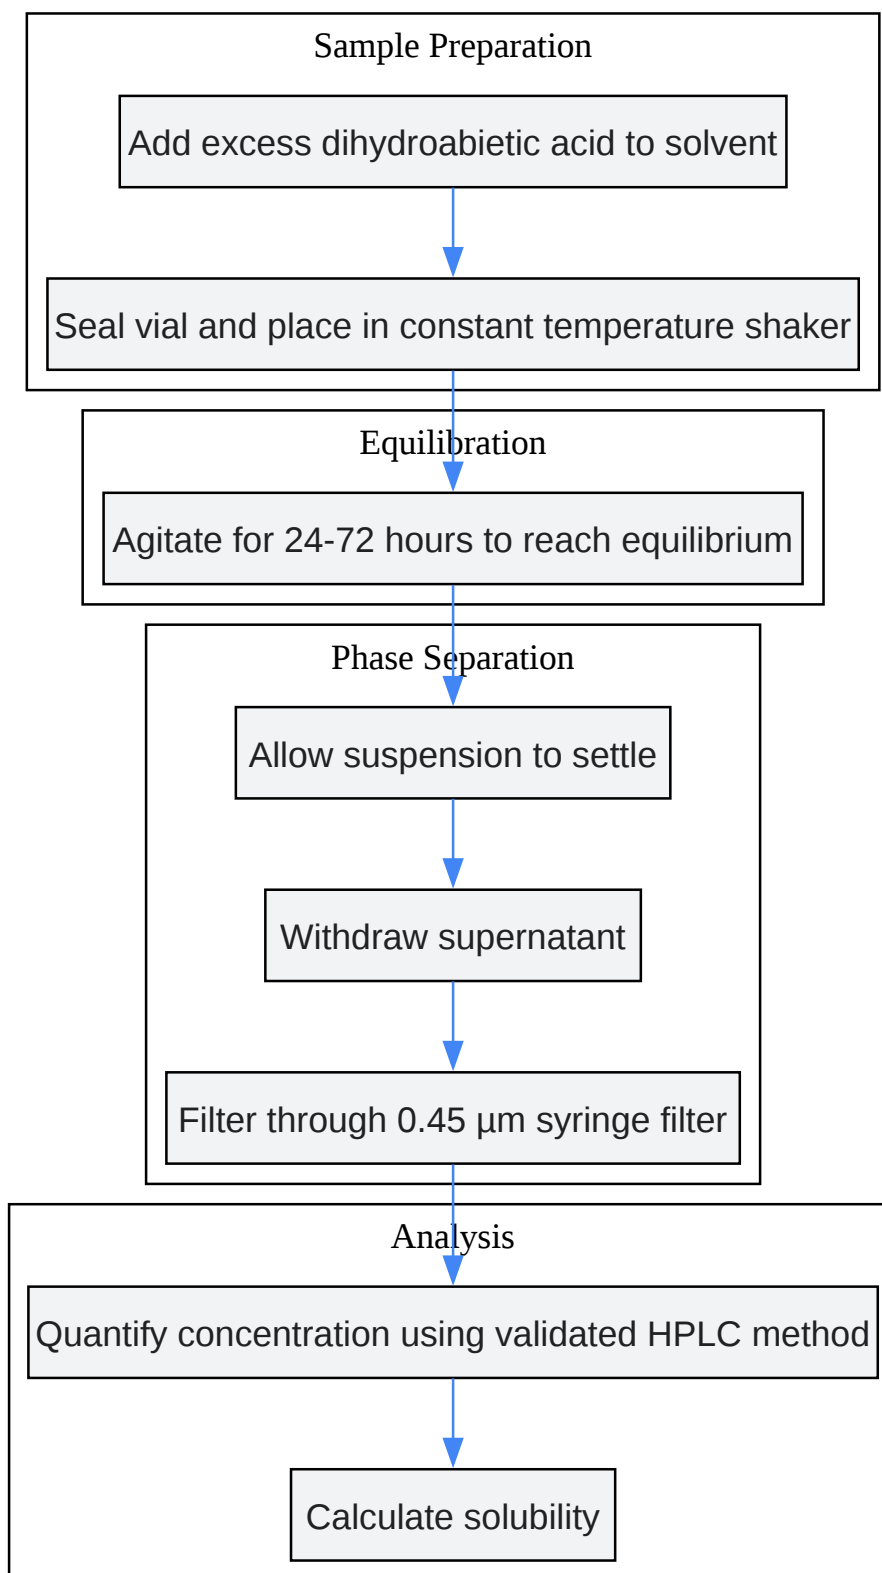 Sample Preparation
Add excess dihydroabietic acid to solvent
Seal vial and place in constant temperature shaker
Equilibration
Agitate for 24-72 hours to reach equilibrium
Phase Separation
Allow suspension to settle
Withdraw supernatant
Filter through 0.45 µm syringe filter
Analysis
Quantify concentration using validated HPLC method
Calculate solubility